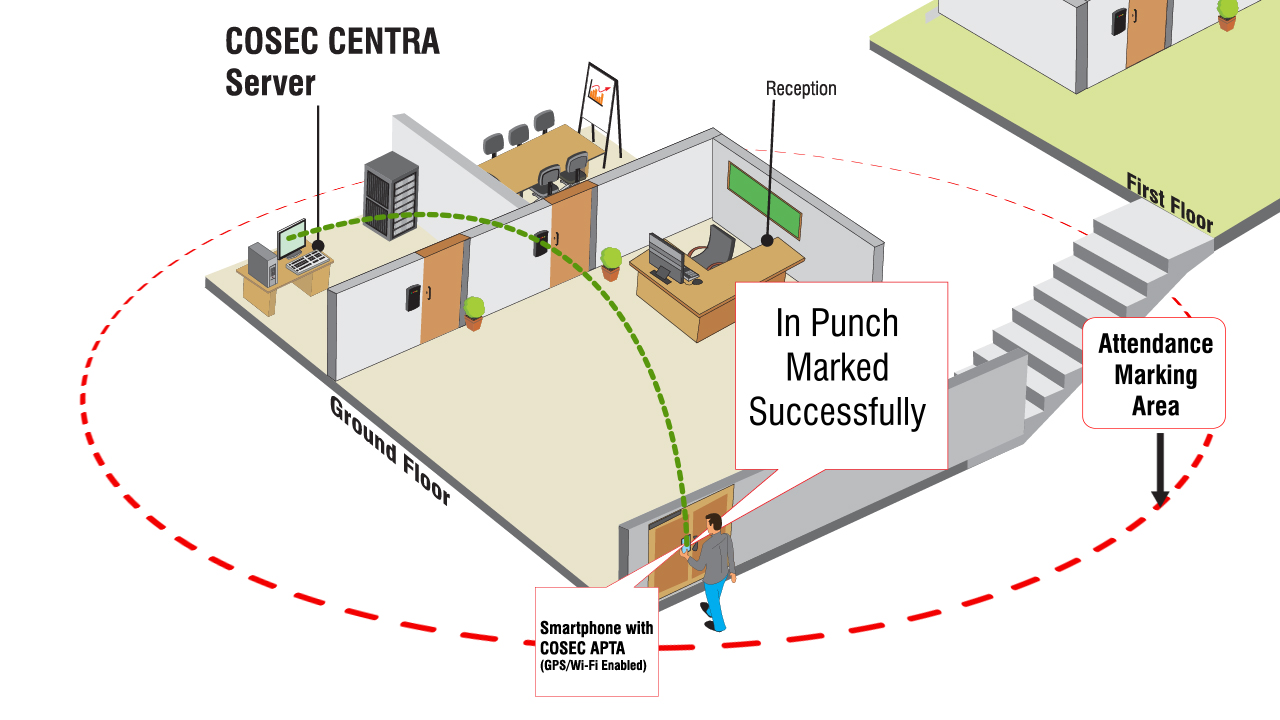 COSEC CENTRA
Server
Reception
First Floor
In Punch
Marked
Successfully
Attendance
Marking
Area
Ground Floor
Smartphone with
COSEC APTA
(GPS/Wi-Fi Enabled)